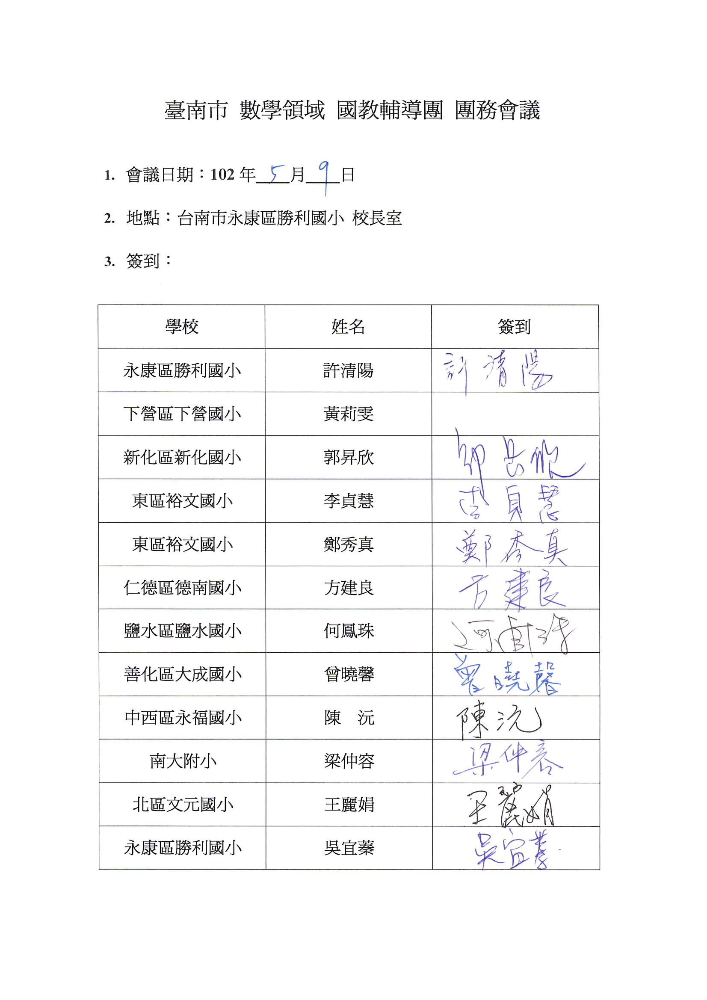 臺南市 數學領域 國教輔導團 團務會議
1. 會議日期：102 年 5 月 9 日
2. 地點：台南市永康區勝利國小 校長室
3. 簽到：
學校 姓名 簽到
永康區勝利國小 許清陽 許清陽
下營區下營國小 黃莉雯
新化區新化國小 郭昇欣 郭昇欣
東區裕文國小 李貞慧 李貞慧
東區裕文國小 鄭秀真 鄭秀真
仁德區德南國小 方建良 方建良
鹽水區鹽水國小 何鳳珠 何鳳珠
善化區大成國小 曾曉馨 曾曉馨
中西區永福國小 陳 沅 陳沅
南大附小 梁仲容 梁仲容
北區文元國小 王麗娟 王麗娟
永康區勝利國小 吳宜蓁 吳宜蓁